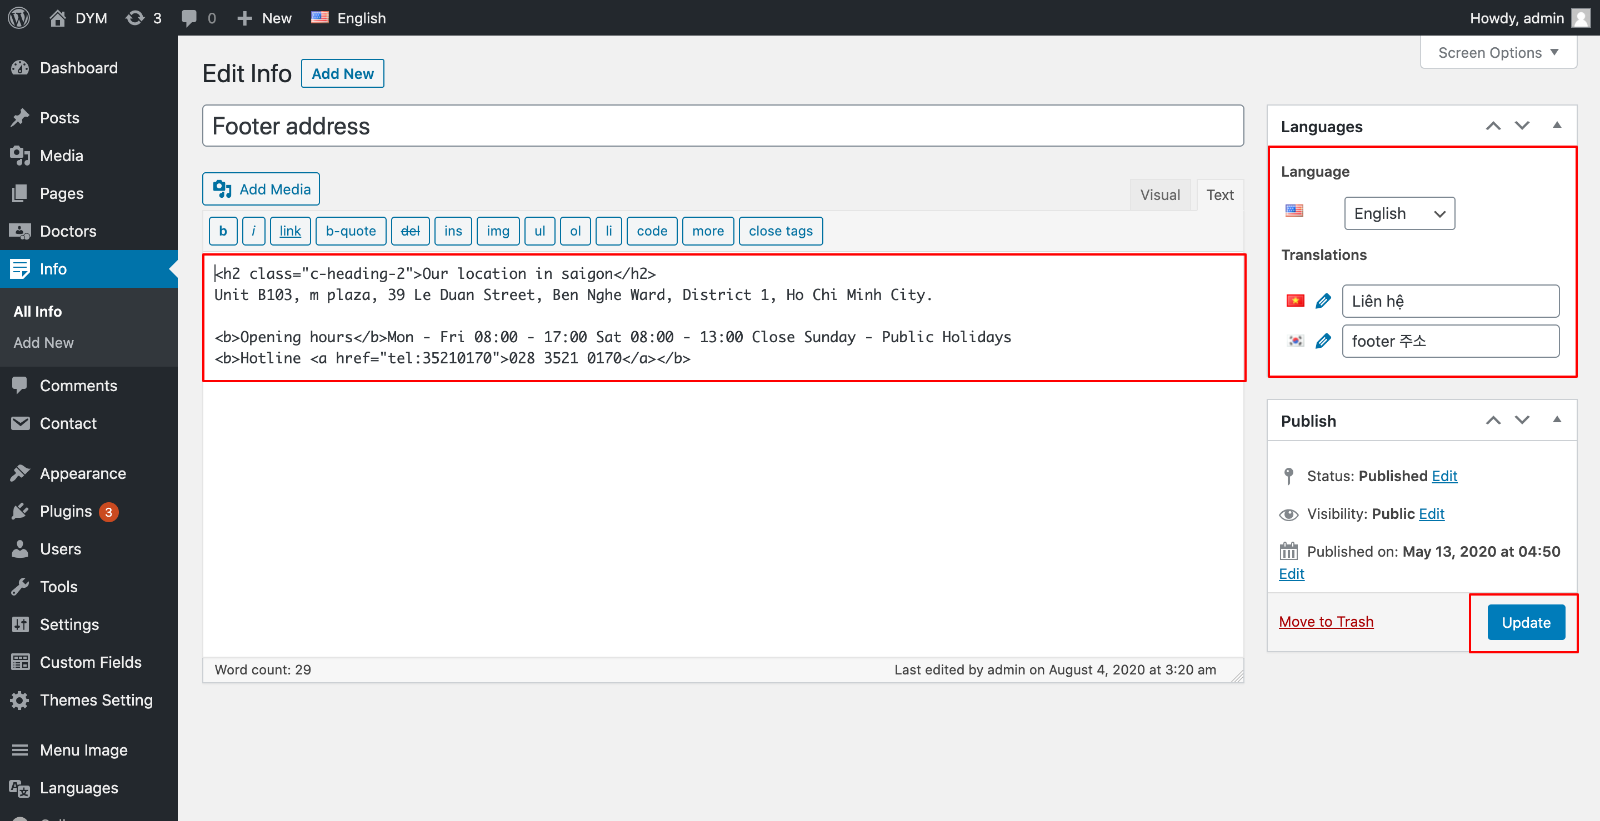 DYM 3 0 New English Howdy, admin
Screen Options
Dashboard
Posts
Media
Pages
Doctors
Info
All Info
Add New
Comments
Contact
Appearance
Plugins 3
Users
Tools
Settings
Custom Fields
Themes Setting
Menu Image
Languages
Edit Info Add New
Footer address
Add Media
Visual Text
b i link b-quote del ins img ul ol li code more close tags
<h2 class="c-heading-2">Our location in saigon</h2>
Unit B103, m plaza, 39 Le Duan Street, Ben Nghe Ward, District 1, Ho Chi Minh City.
<b>Opening hours</b>Mon - Fri 08:00 - 17:00 Sat 08:00 - 13:00 Close Sunday - Public Holidays
<b>Hotline <a href="tel:35210170">028 3521 0170</a></b>
Word count: 29 Last edited by admin on August 4, 2020 at 3:20 am
Languages
Language
English
Translations
Liên hệ
footer 주소
Publish
Status: Published Edit
Visibility: Public Edit
Published on: May 13, 2020 at 04:50
Edit
Move to Trash Update